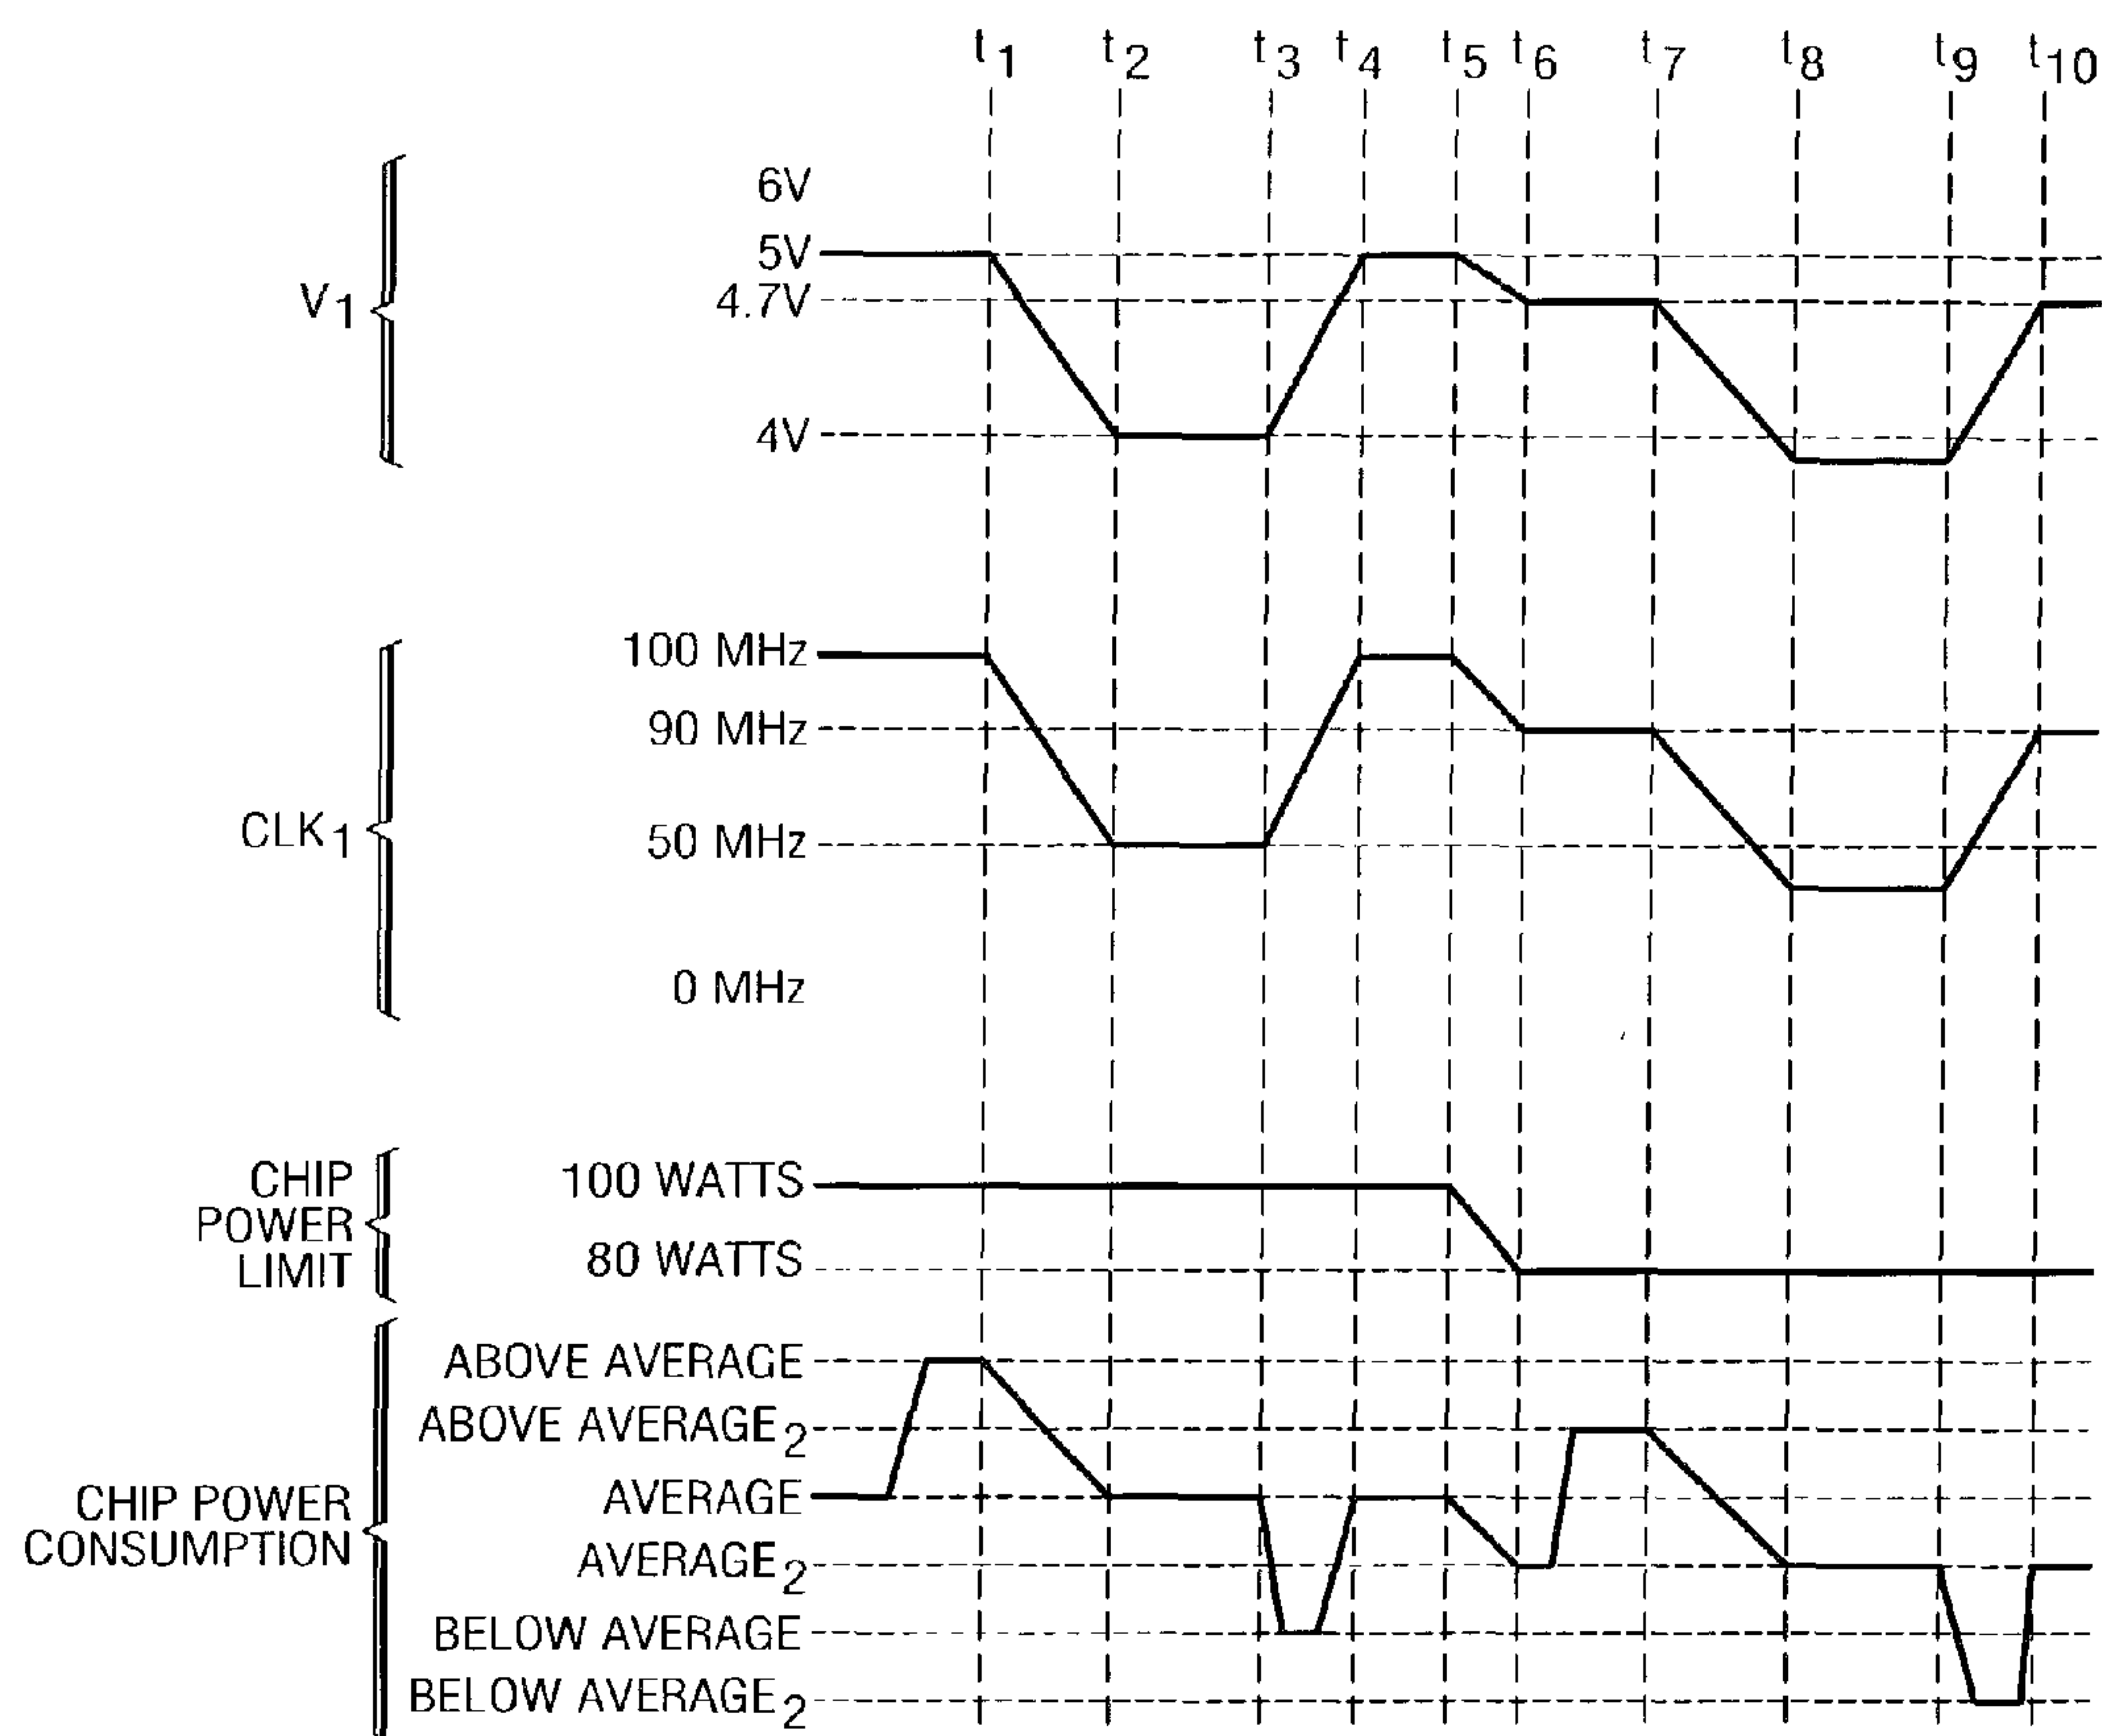 t1 t2 t3 t4 t5 t6 t7 t8 t9 t10
6V
5V
4.7V
V1
4V
100 MHz
90 MHz
CLK1
50 MHz
0 MHz
CHIP
POWER
LIMIT
100 WATTS
80 WATTS
ABOVE AVERAGE
ABOVE AVERAGE2
AVERAGE
CHIP POWER
CONSUMPTION
AVERAGE2
BELOW AVERAGE
BELOW AVERAGE2